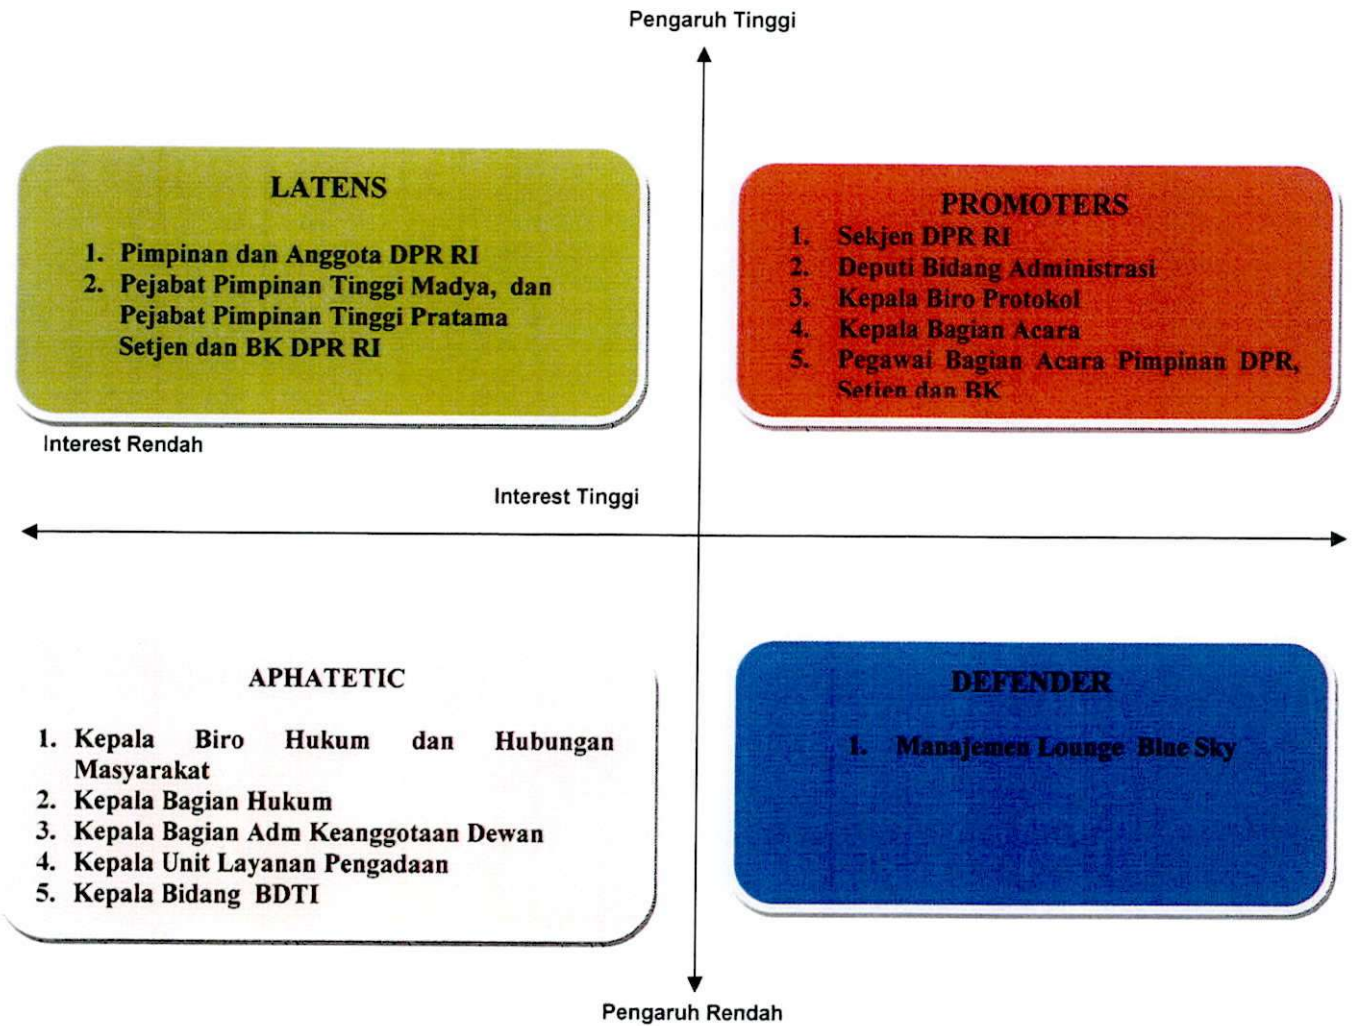 Pengaruh Tinggi
LATENS
1. Pimpinan dan Anggota DPR RI
2. Pejabat Pimpinan Tinggi Madya, dan
Pejabat Pimpinan Tinggi Pratama
Setjen dan BK DPR RI
PROMOTERS
1. Sekjen DPR RI
2. Deputi Bidang Administrasi
3. Kepala Biro Protokol
4. Kepala Bagian Acara
5. Pegawai Bagian Acara Pimpinan DPR,
Setjen dan BK
Interest Rendah
Interest Tinggi
APHATETIC
1. Kepala Biro Hukum dan Hubungan
Masyarakat
2. Kepala Bagian Hukum
3. Kepala Bagian Adm Keanggotaan Dewan
4. Kepala Unit Layanan Pengadaan
5. Kepala Bidang BDTI
DEFENDER
1. Manajemen Lounge Blue Sky
Pengaruh Rendah